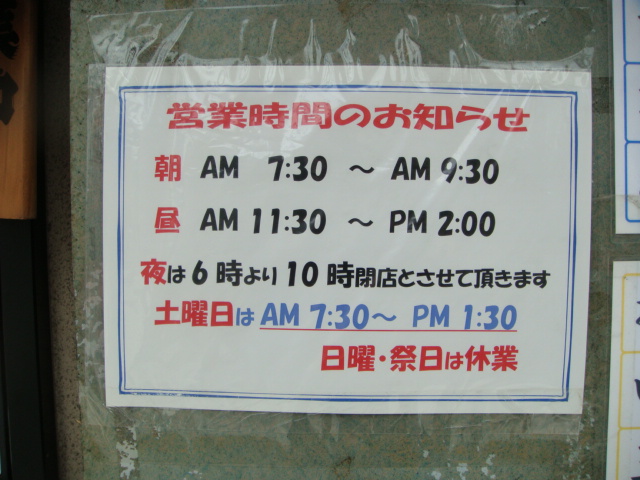 営業時間のお知らせ
朝 AM 7:30 ～ AM 9:30
昼 AM 11:30 ～ PM 2:00
夜は6時より10時閉店とさせて頂きます
土曜日は AM 7:30～ PM 1:30
日曜・祭日は休業